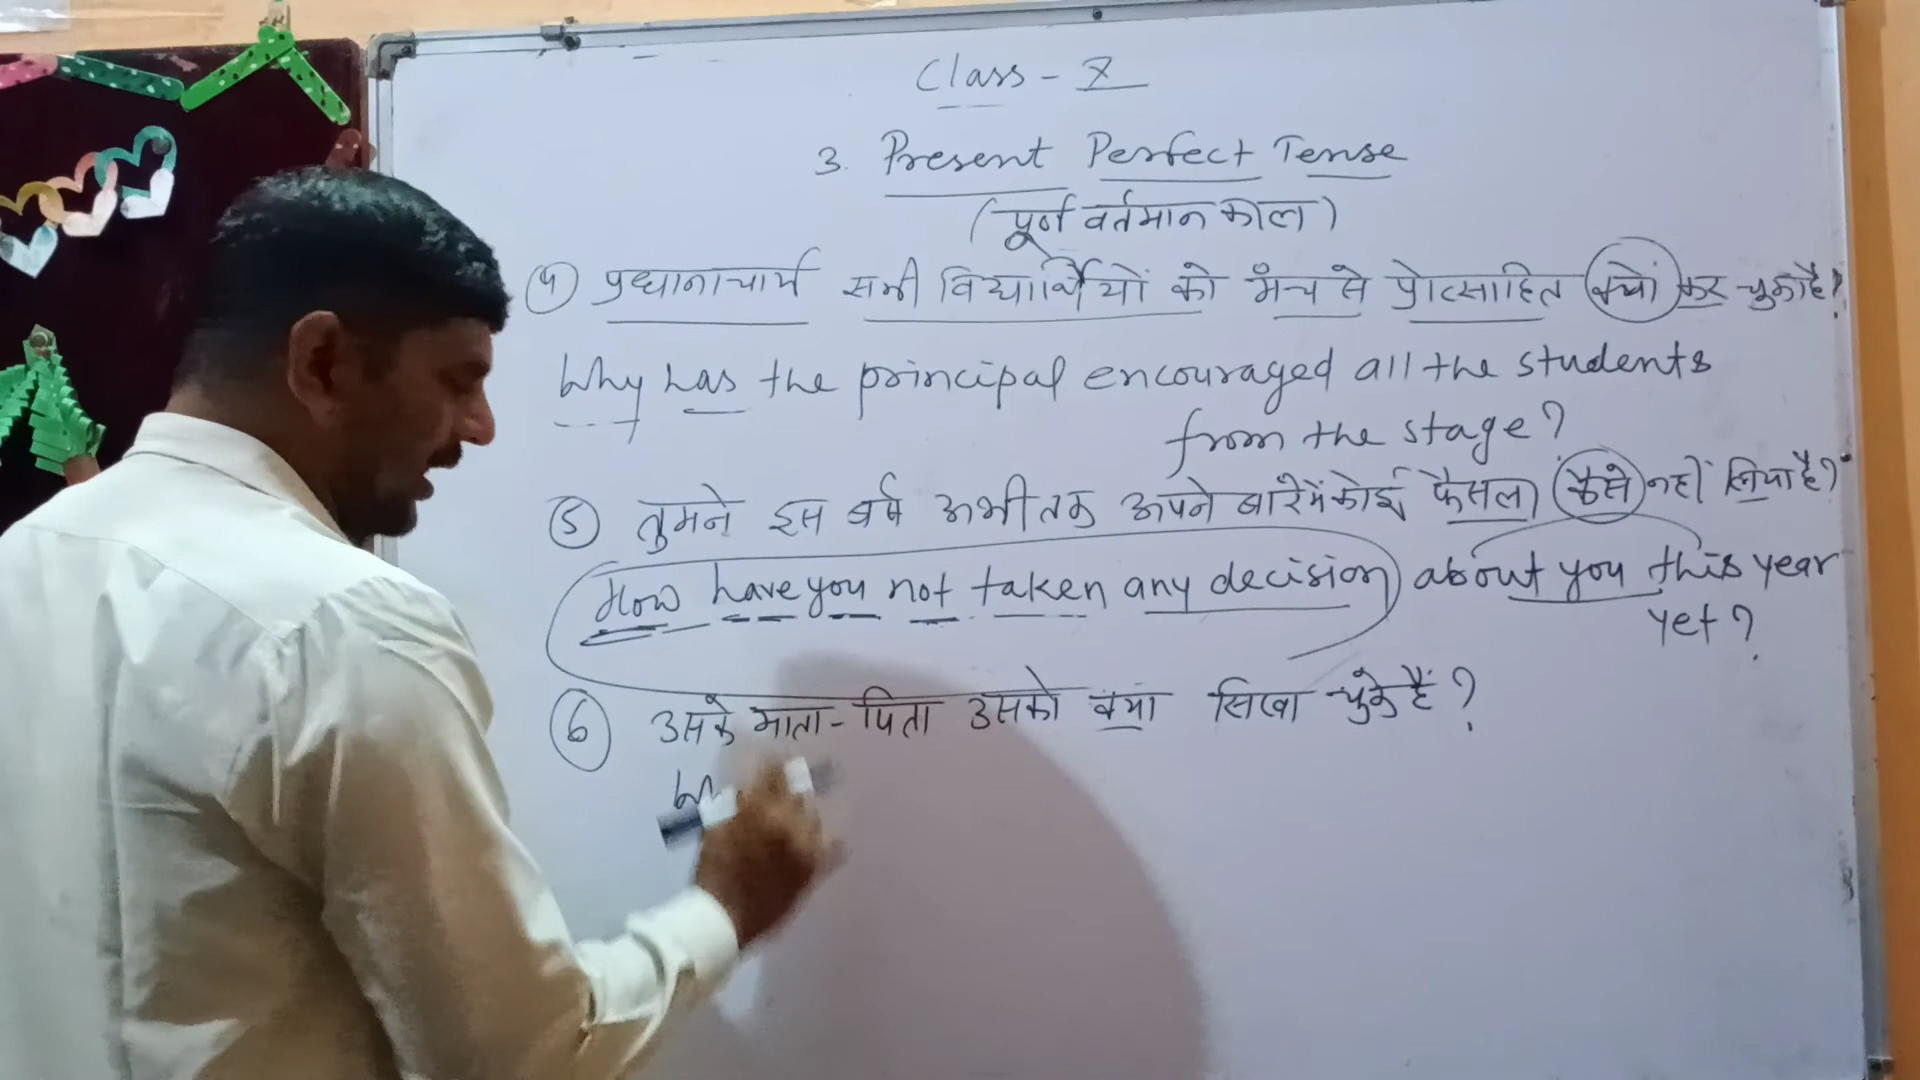 Class - X
3. Present Perfect Tense
(पूर्ण वर्तमान काल)
④ प्रधानाचार्य सभी विद्यार्थियों को मंच से प्रोत्साहित क्यों कर चुका है?
Why has the principal encouraged all the students
from the stage?
⑤ तुमने इस वर्ष अभी तक अपने बारे में कोई फैसला कैसे नहीं लिया है?
How have you not taken any decision about you this year
yet?
⑥ उसके माता-पिता उसको क्या सिखा चुके हैं?
Wh